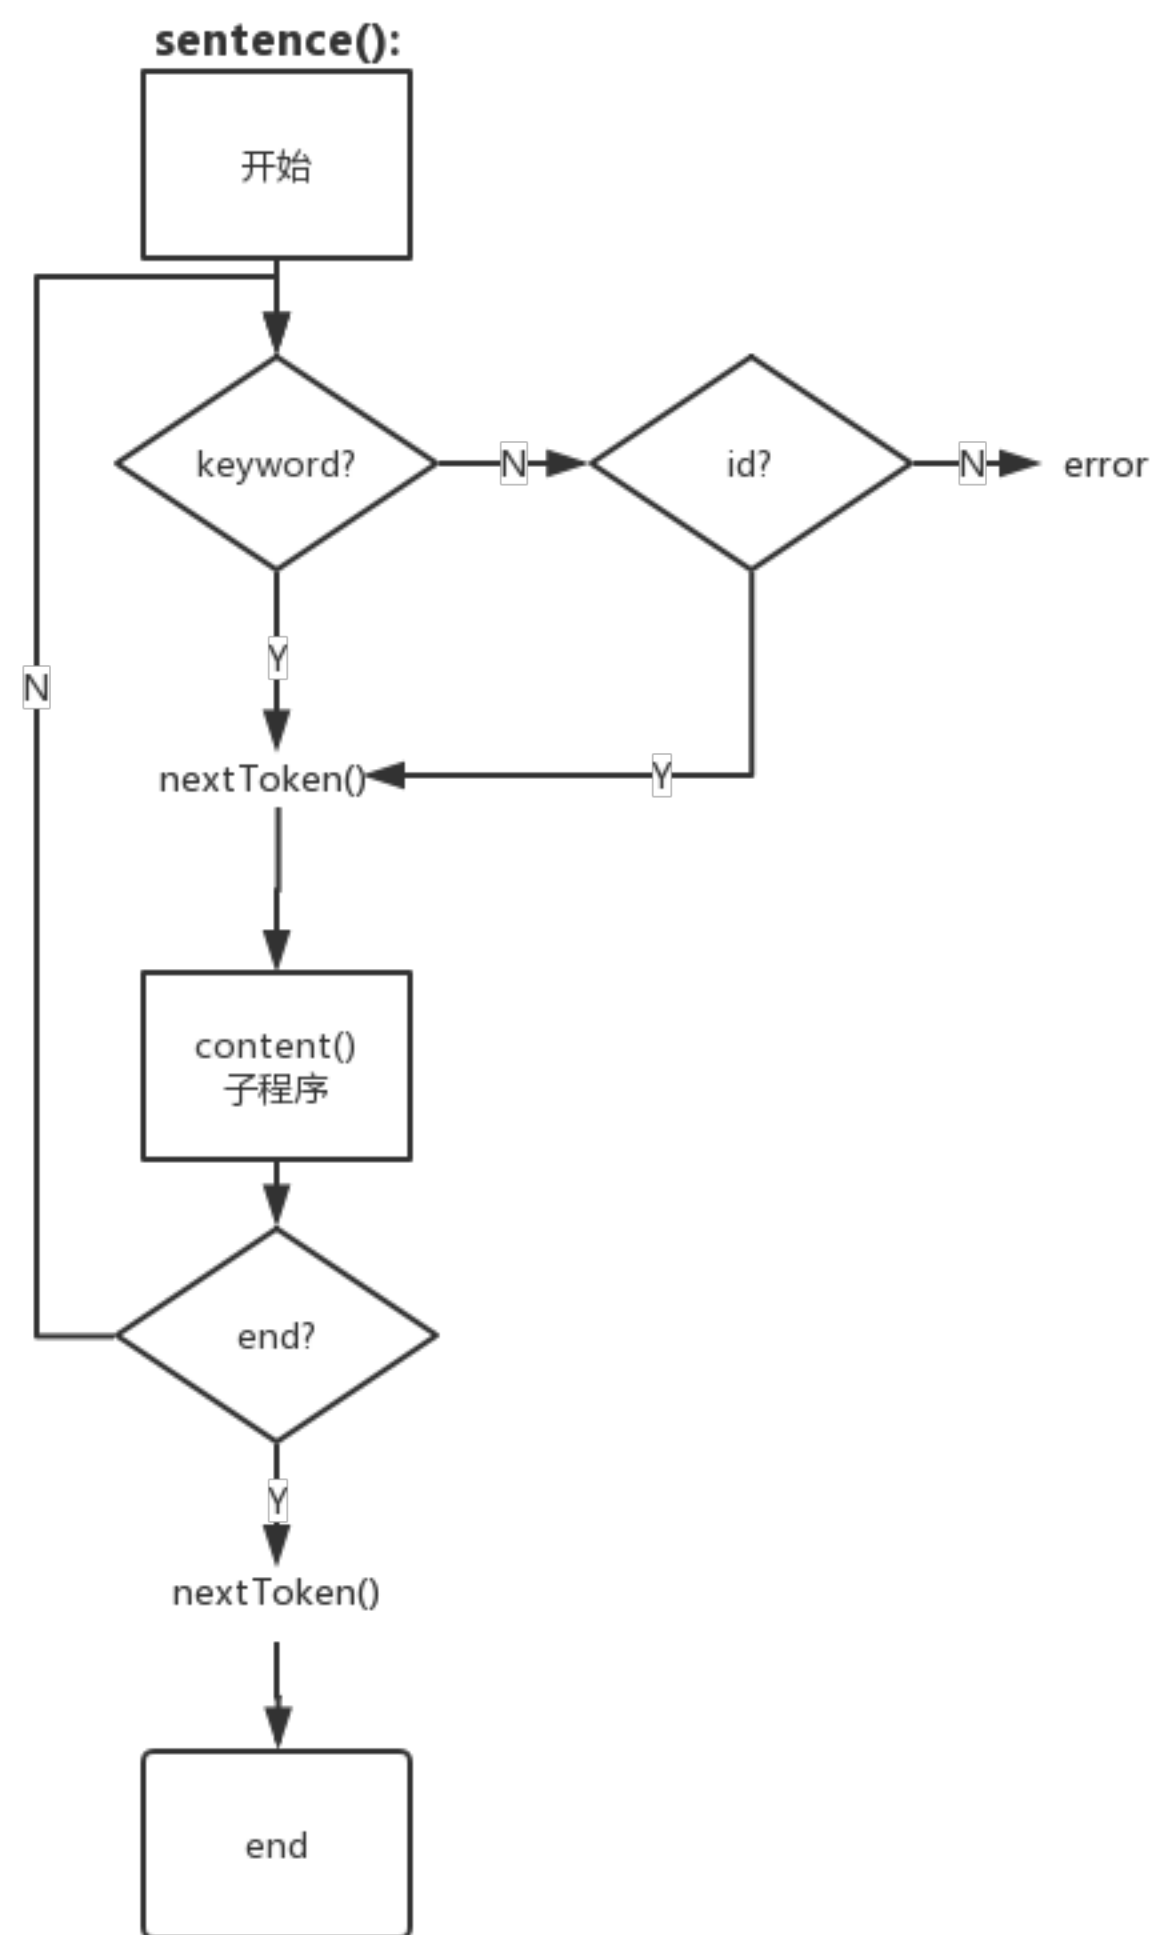 sentence():
开始
keyword?
N
id?
N
error
Y
N
nextToken()
Y
content()
子程序
end?
Y
nextToken()
end